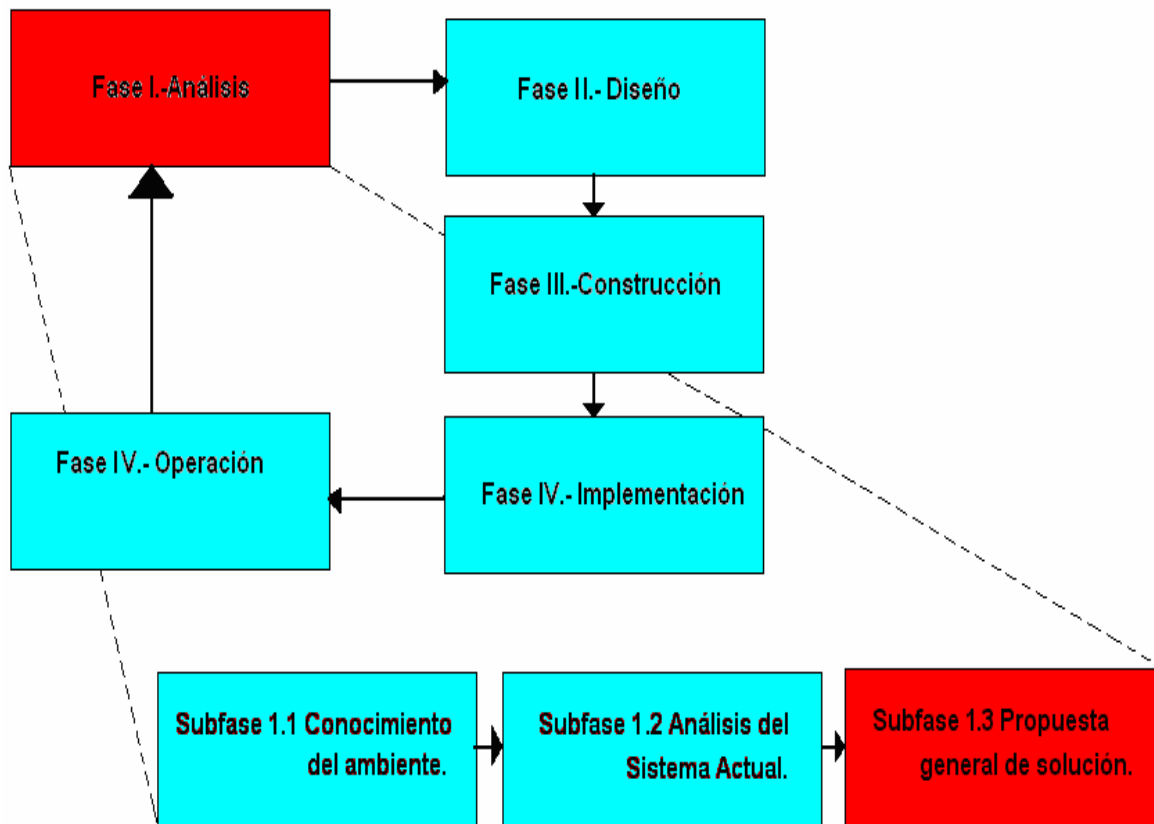 Fase I.-Análisis
Fase II.- Diseño
Fase III.-Construcción
Fase IV.- Operación
Fase IV.- Implementación
Subfase 1.1 Conocimiento
del ambiente.
Subfase 1.2 Análisis del
Sistema Actual.
Subfase 1.3 Propuesta
general de solución.